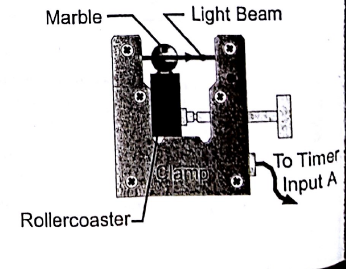 Marble
Light Beam
Clamp
To Timer
Input A
Rollercoaster